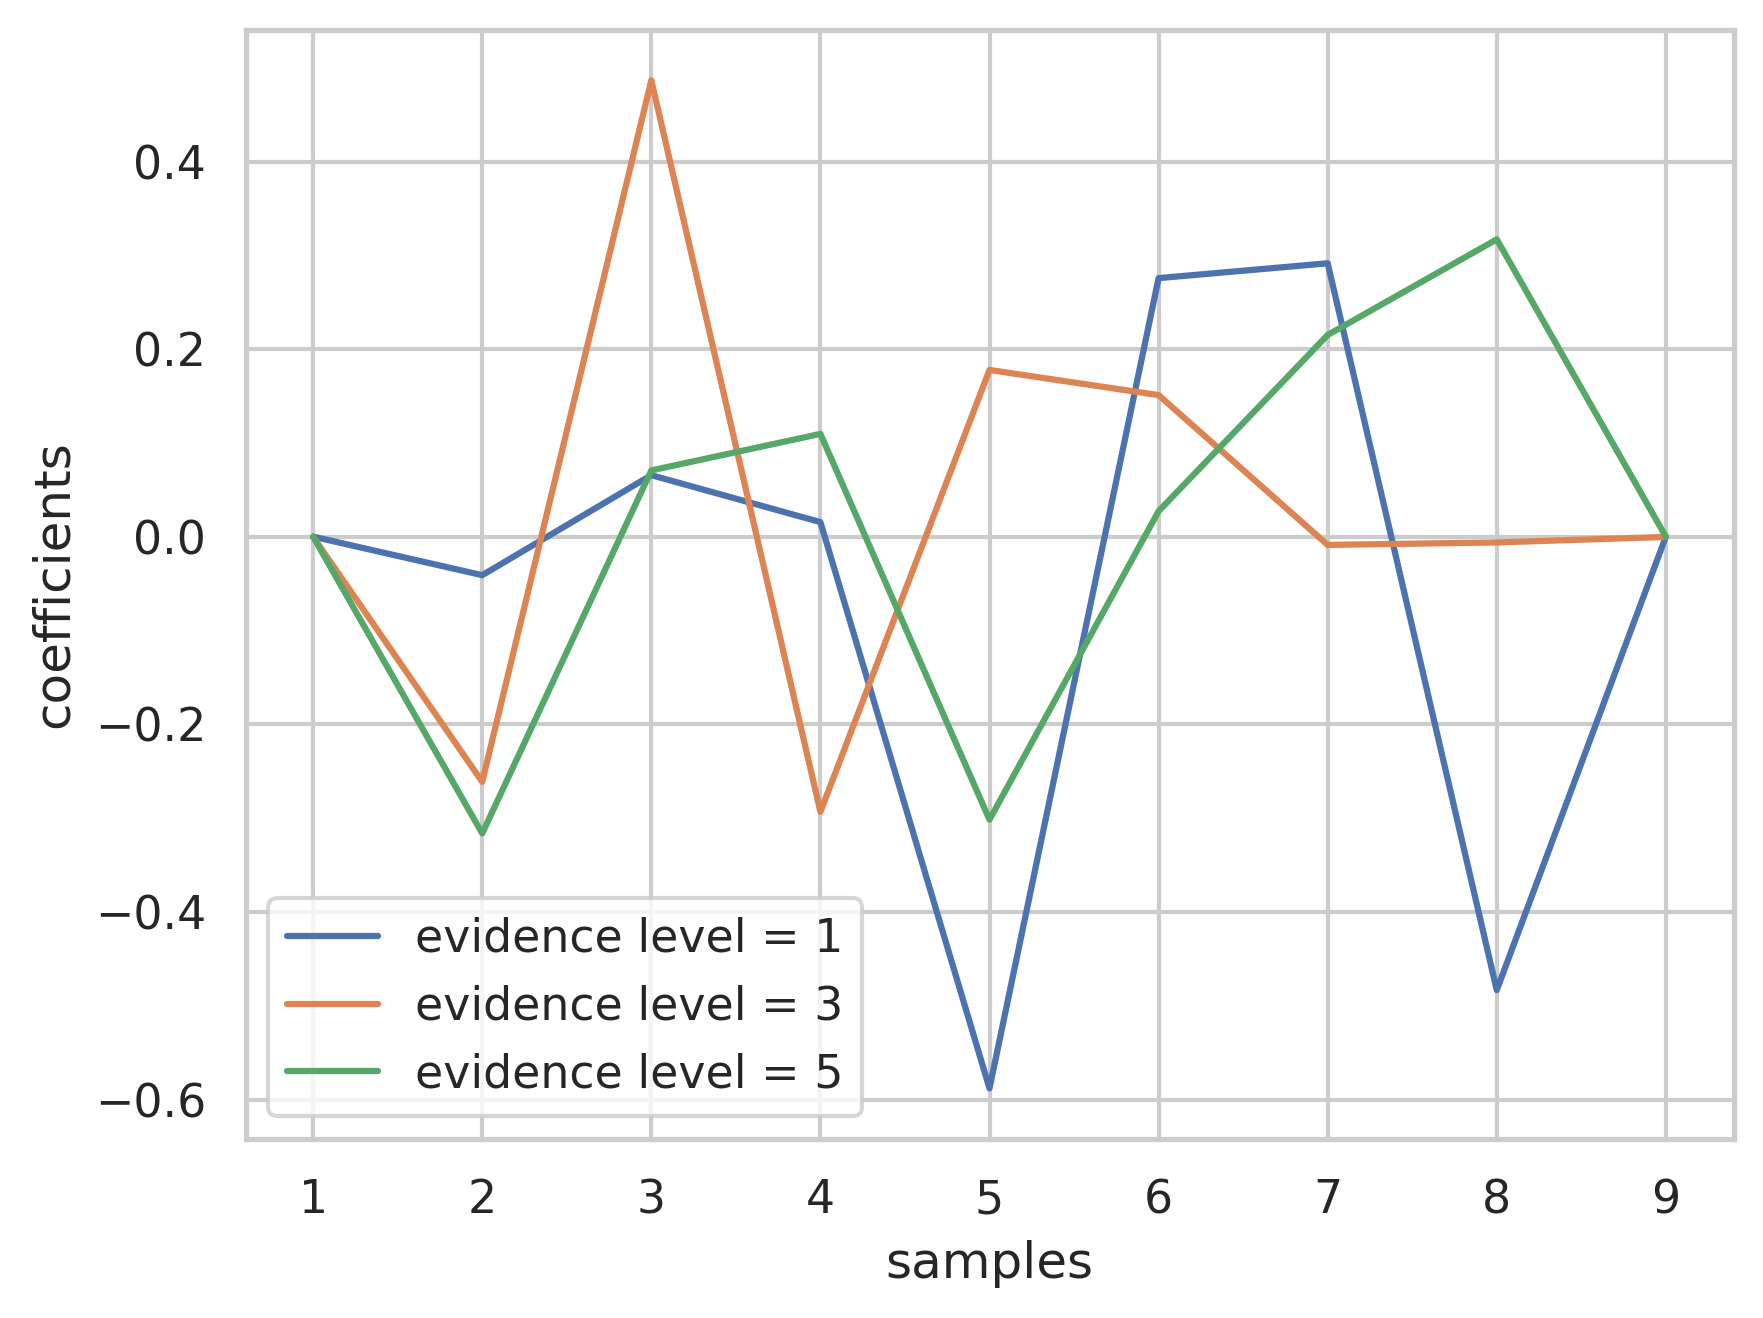 0.4
0.2
0.0
−0.2
−0.4
−0.6
coefficients
evidence level = 1
evidence level = 3
evidence level = 5
1 2 3 4 5 6 7 8 9
samples